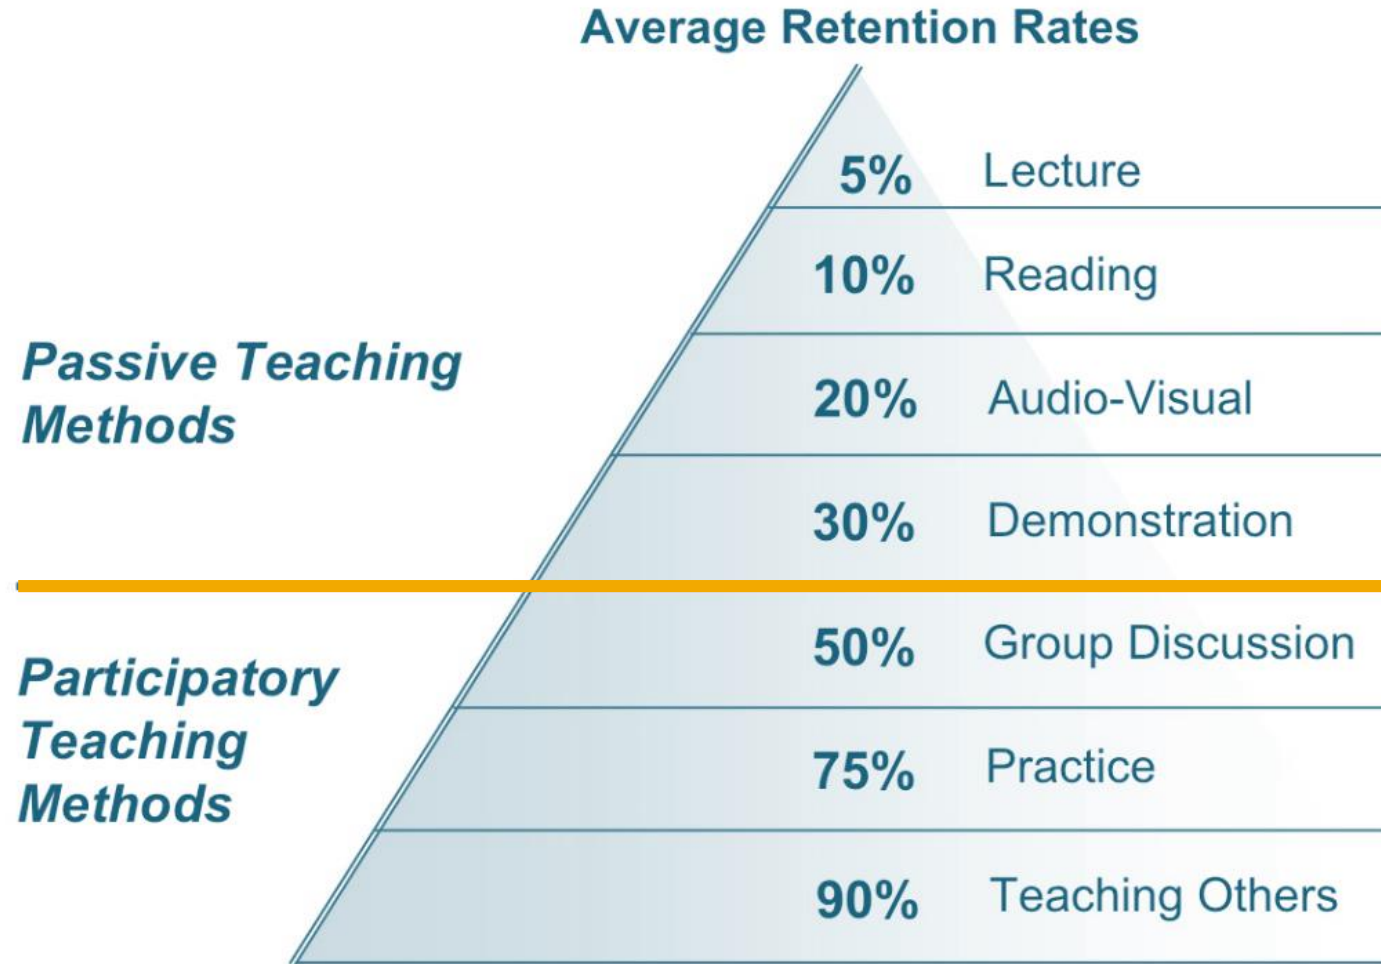 Average Retention Rates
5% Lecture
10% Reading
Passive Teaching
Methods
20% Audio-Visual
30% Demonstration
50% Group Discussion
Participatory
Teaching
Methods
75% Practice
90% Teaching Others